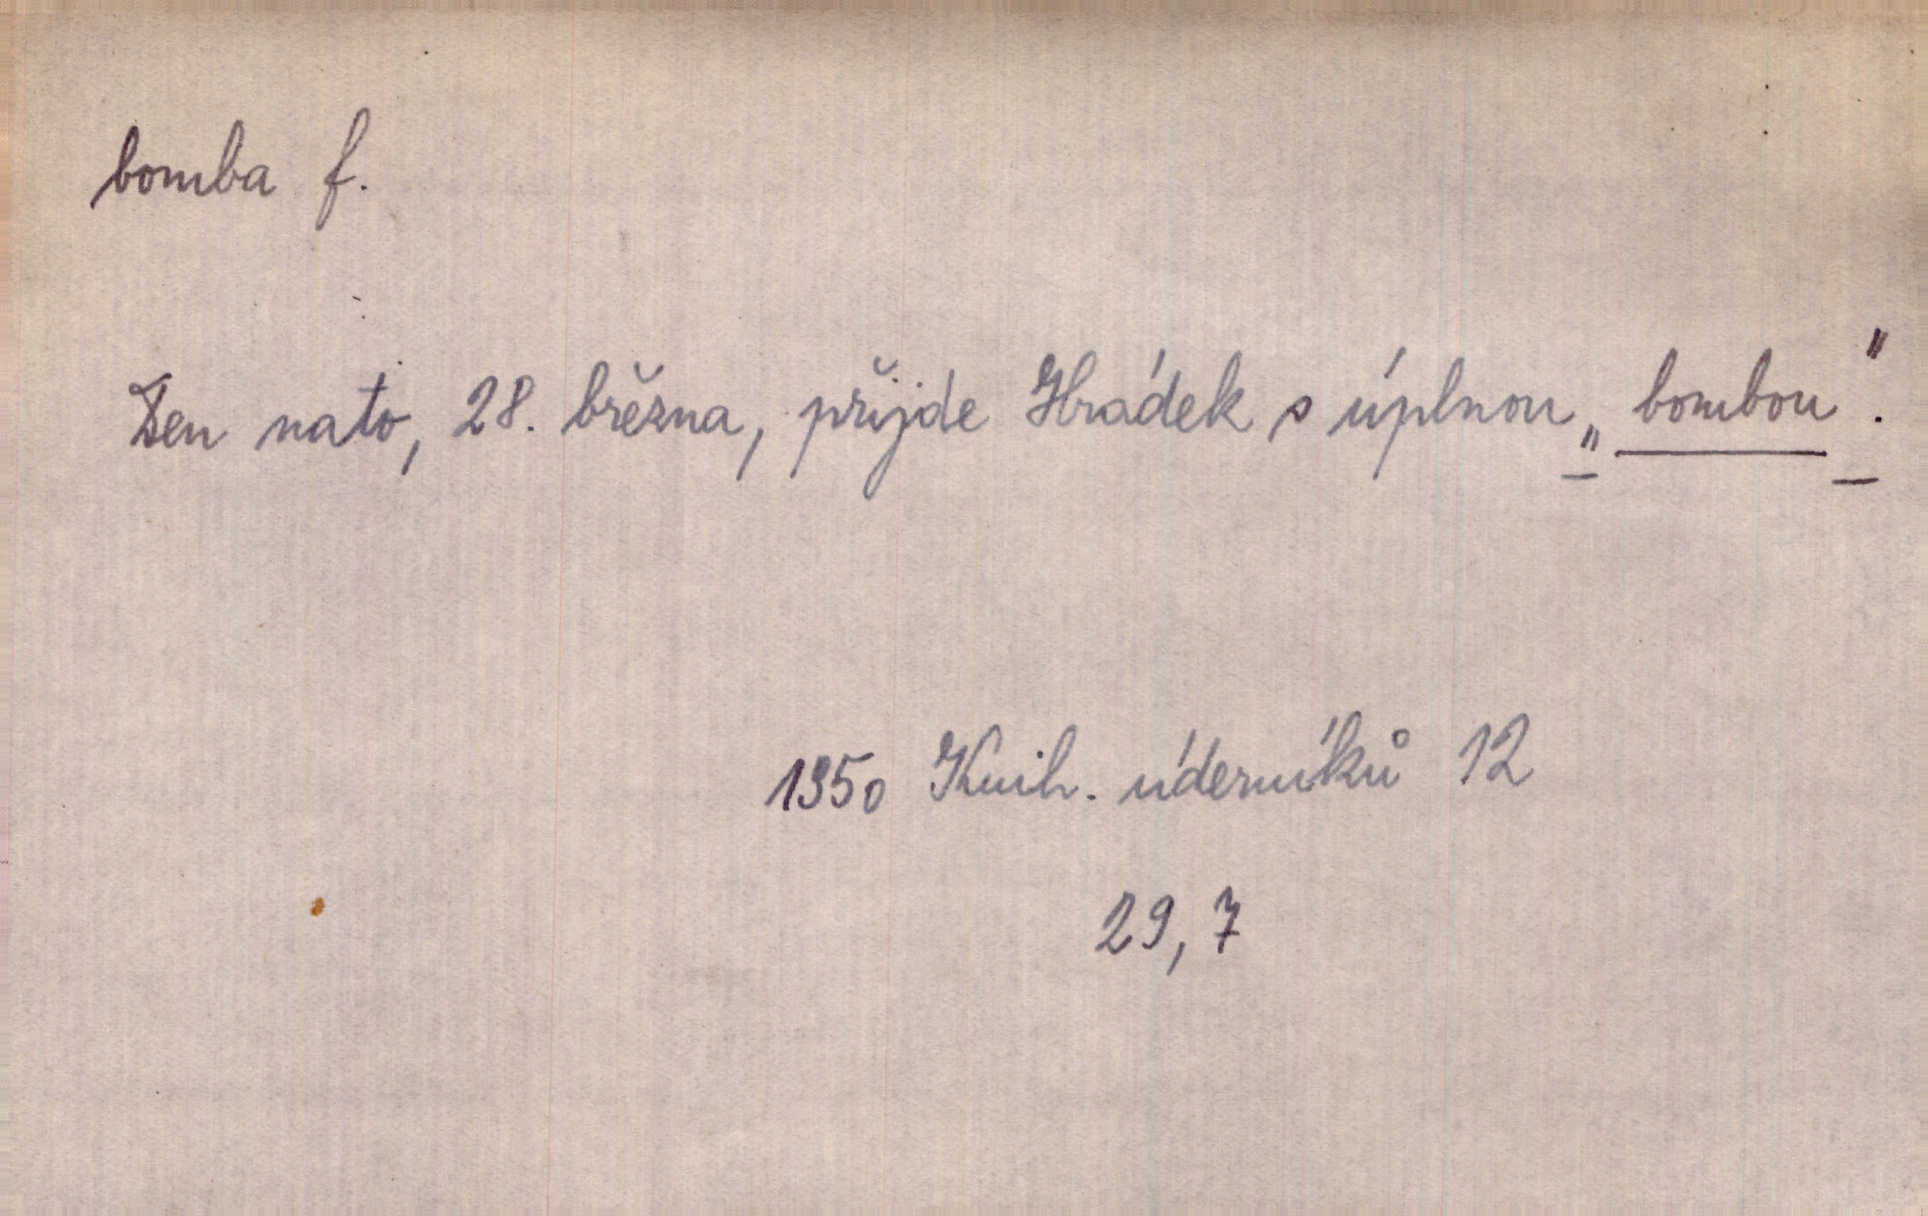 bomba f.
Den nato, 28. března, přijde Hrádek s úplnou „bombou".
1950 Knih. úderníků 12
29,7